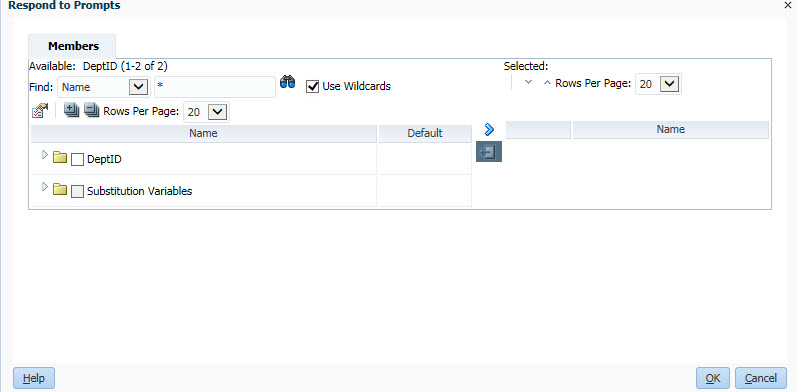 Respond to Prompts
Members
Available: DeptID (1-2 of 2)
Selected:
Find: Name * Use Wildcards
Rows Per Page: 20
Rows Per Page: 20
Name Default
Name
DeptID
Substitution Variables
Help
OK Cancel